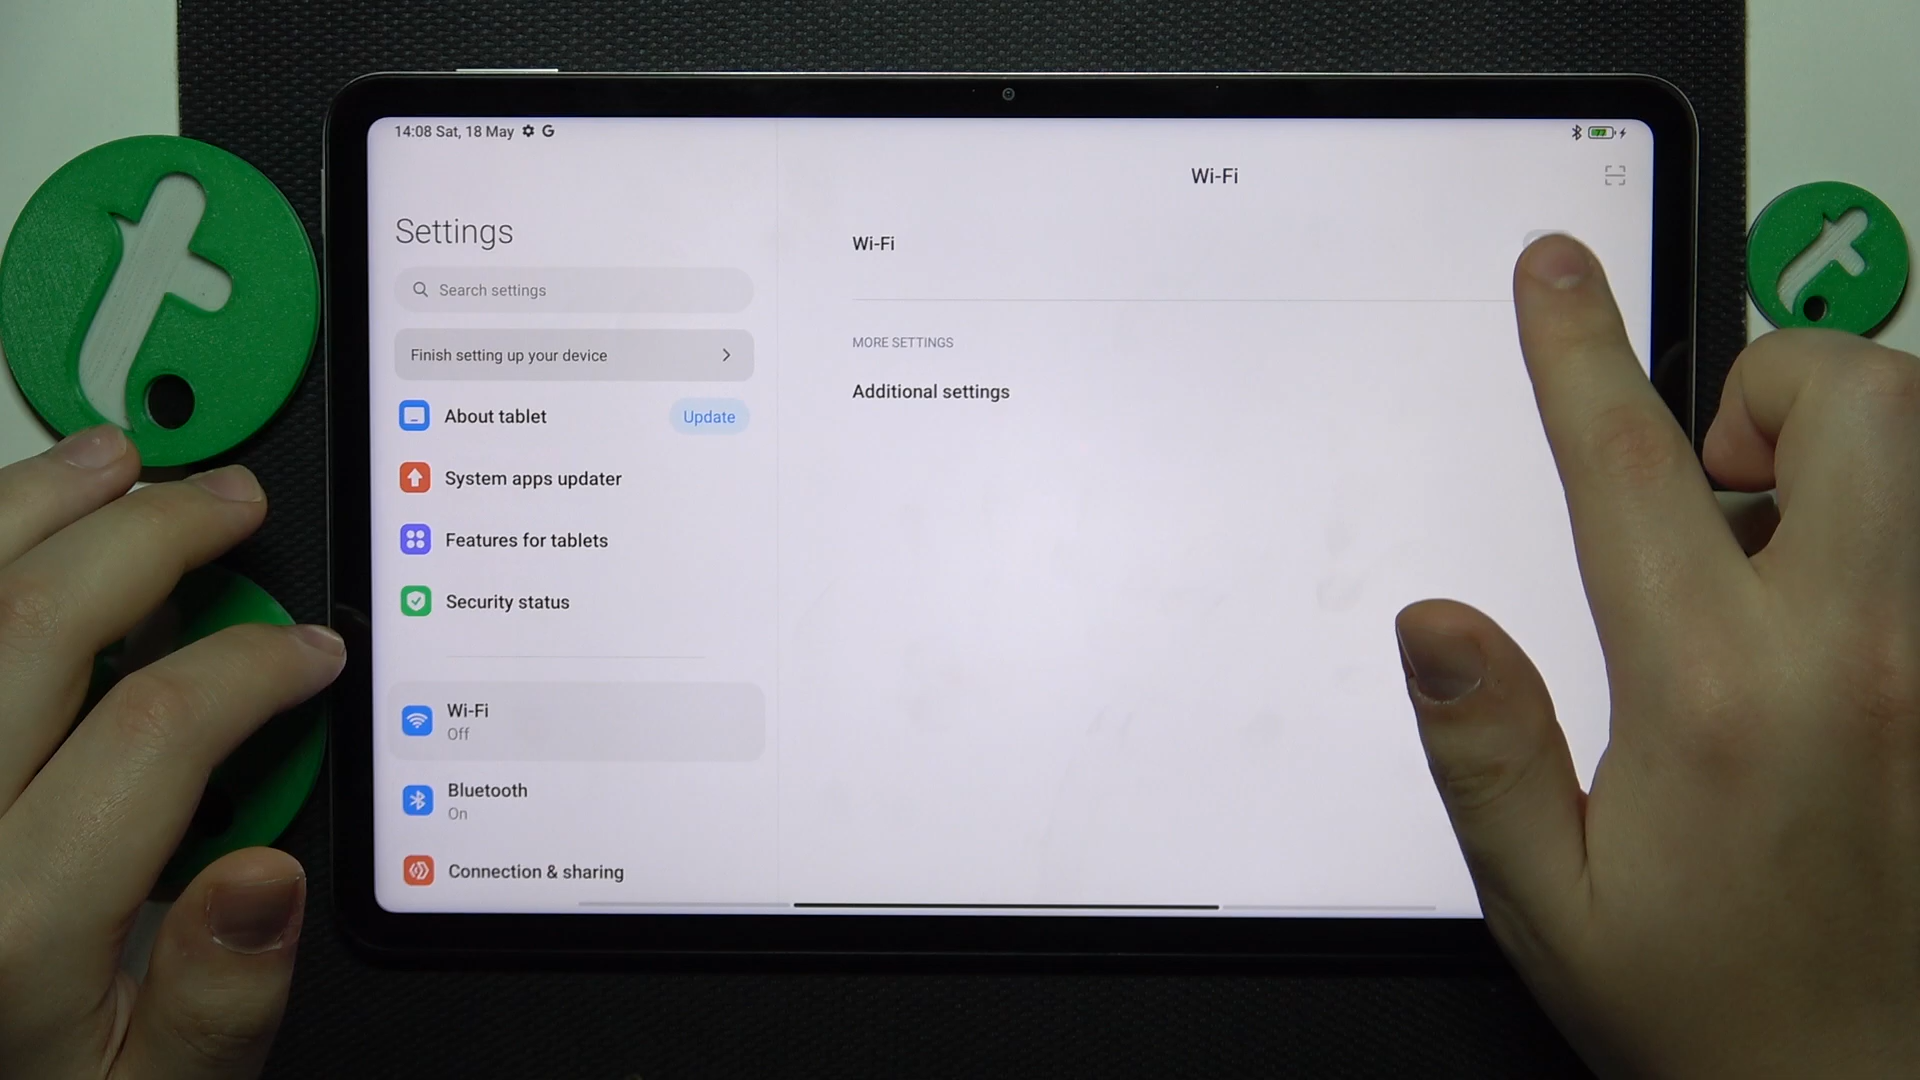 14:08 Sat, 18 May G
77
Settings
Search settings
Finish setting up your device
About tablet
Update
System apps updater
Features for tablets
Security status
Wi-Fi
Off
Bluetooth
On
Connection & sharing
Wi-Fi
Wi-Fi
MORE SETTINGS
Additional settings